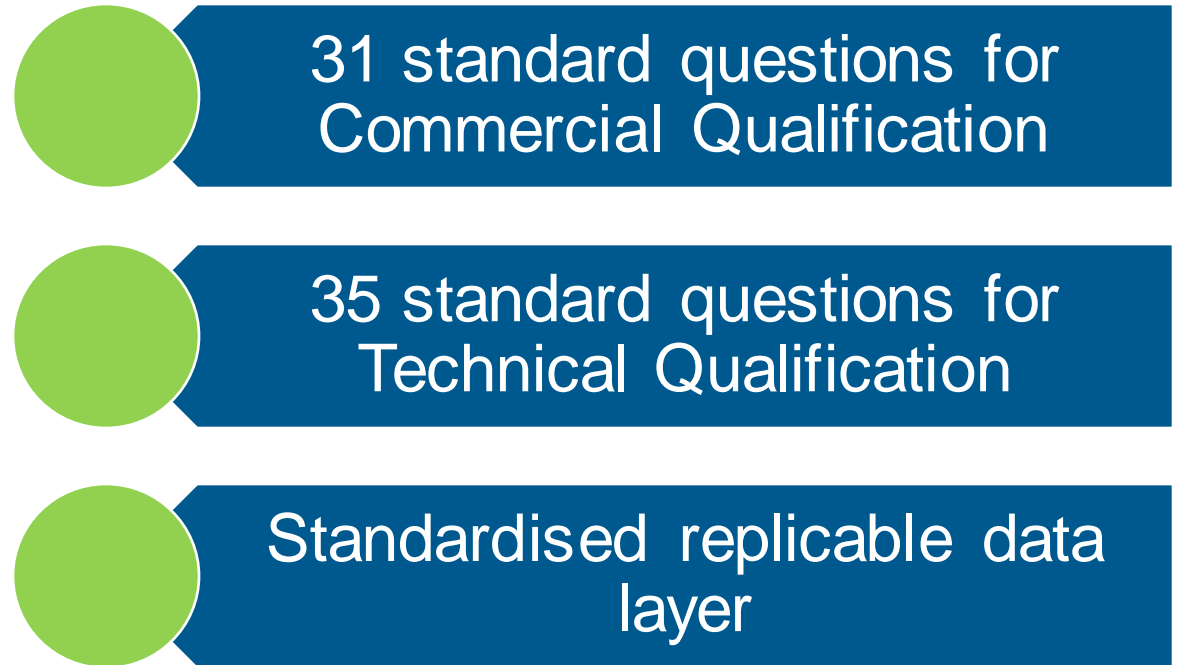 31 standard questions for
Commercial Qualification
35 standard questions for
Technical Qualification
Standardised replicable data
layer